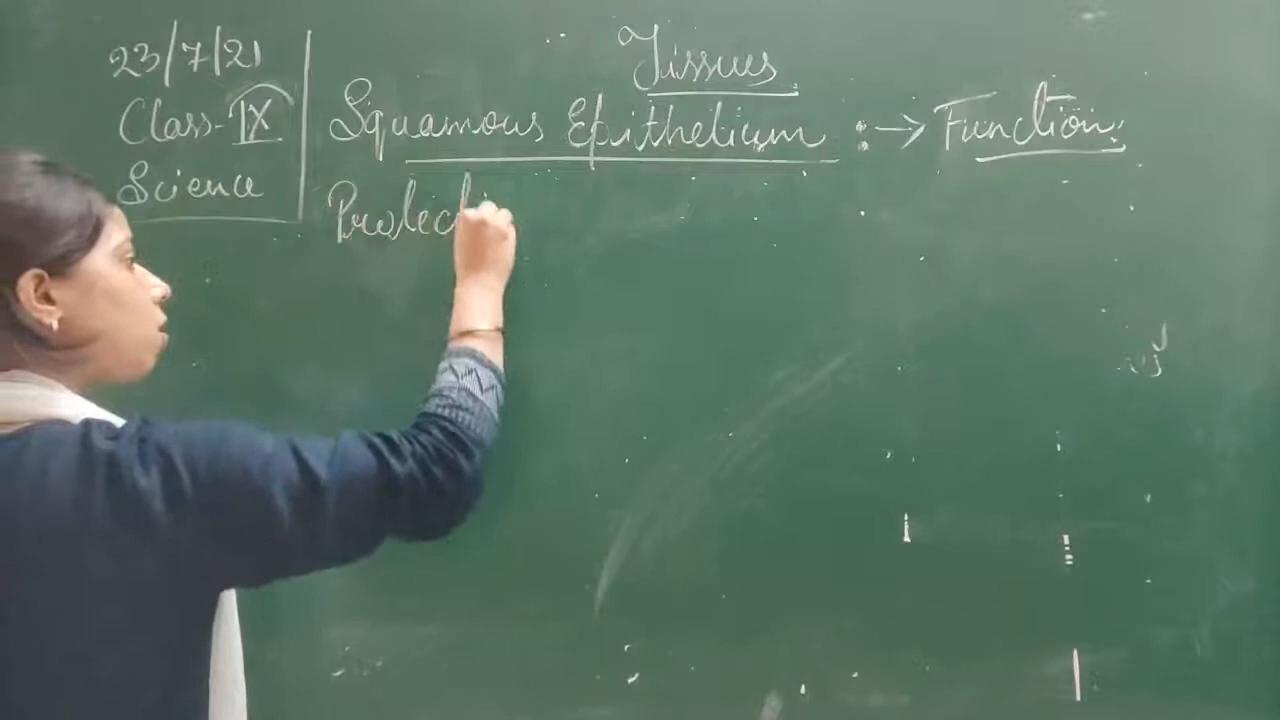 23/7/21
Class-IX
Science
Tissues
Squamous Epithelium :→ Function:
Protecti